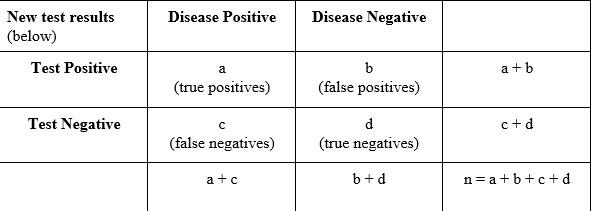 New test results Disease Positive Disease Negative
(below)
Test Positive a b a + b
(true positives) (false positives)
Test Negative c d c + d
(false negatives) (true negatives)
a + c b + d n = a + b + c + d